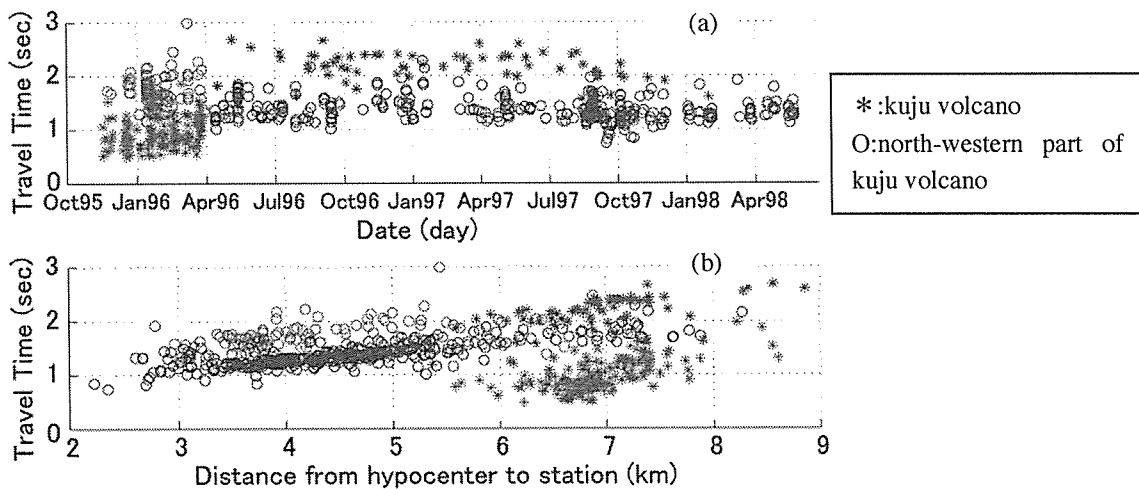 (a)
3
2
1
0
Travel Time (sec)
Oct95 Jan96 Apr96 Jul96 Oct96 Jan97 Apr97 Jul97 Oct97 Jan98 Apr98
Date (day)
*:kuju volcano
O:north-western part of
kuju volcano
(b)
3
2
1
0
Travel Time (sec)
2 3 4 5 6 7 8 9
Distance from hypocenter to station (km)